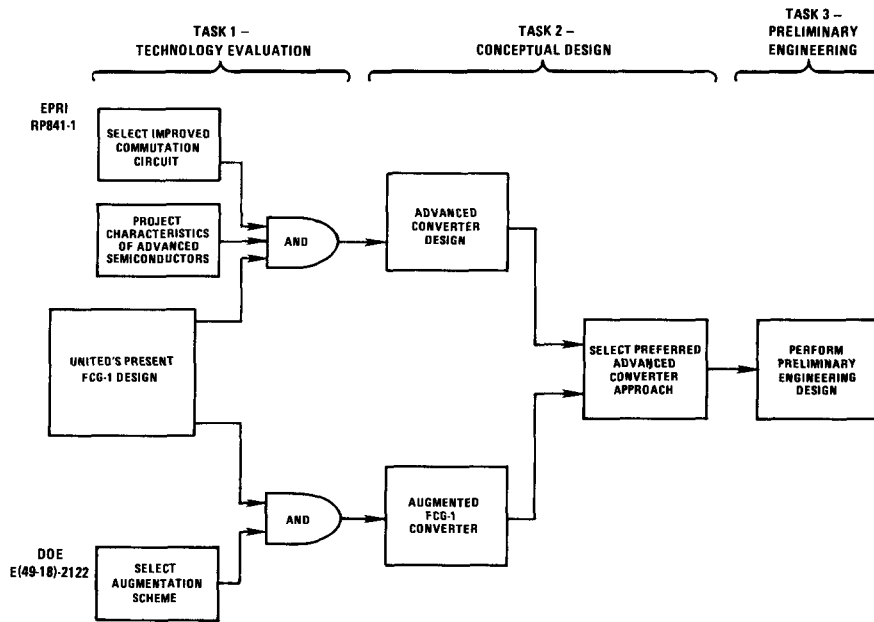 TASK 1 –
TECHNOLOGY EVALUATION
TASK 2 –
CONCEPTUAL DESIGN
TASK 3 –
PRELIMINARY
ENGINEERING
EPRI
RP841-1
SELECT IMPROVED
COMMUTATION
CIRCUIT
PROJECT
CHARACTERISTICS
OF ADVANCED
SEMICONDUCTORS
AND
ADVANCED
CONVERTER
DESIGN
UNITED'S PRESENT
FCG-1 DESIGN
SELECT PREFERRED
ADVANCED
CONVERTER
APPROACH
PERFORM
PRELIMINARY
ENGINEERING
DESIGN
AND
AUGMENTED
FCG-1
CONVERTER
DOE
E(49-18)-2122
SELECT
AUGMENTATION
SCHEME